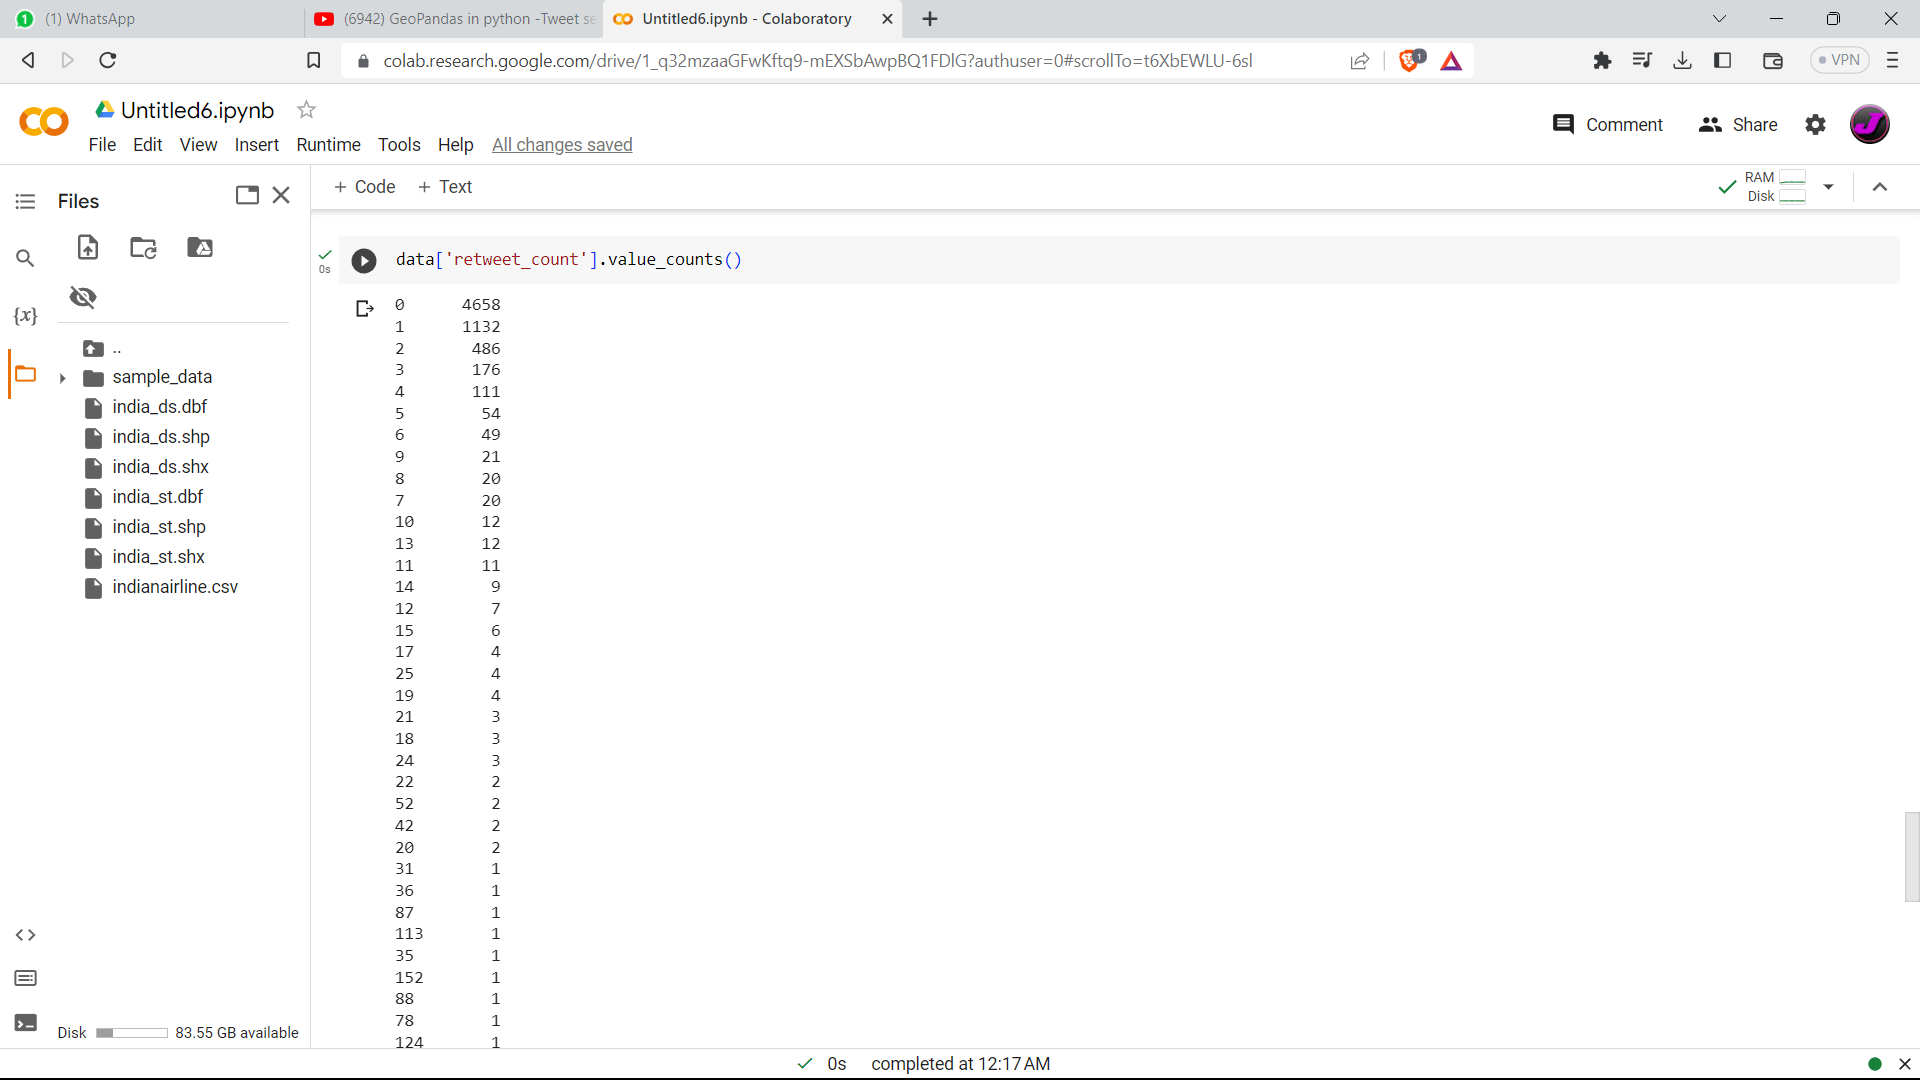 (1) WhatsApp
(6942) GeoPandas in python -Tweet se
Untitled6.ipynb - Colaboratory
colab.research.google.com/drive/1_q32mzaaGFwKftq9-mEXSbAwpBQ1FDlG?authuser=0#scrollTo=t6XbEWLU-6sl
1
VPN
Untitled6.ipynb
Comment
Share
File Edit View Insert Runtime Tools Help All changes saved
Files
+ Code + Text
RAM
Disk
0s
data['retweet_count'].value_counts()
{x}
..
sample_data
india_ds.dbf
india_ds.shp
india_ds.shx
india_st.dbf
india_st.shp
india_st.shx
indianairline.csv
0 4658
1 1132
2 486
3 176
4 111
5 54
6 49
9 21
8 20
7 20
10 12
13 12
11 11
14 9
12 7
15 6
17 4
25 4
19 4
21 3
18 3
24 3
22 2
52 2
42 2
20 2
31 1
36 1
87 1
113 1
35 1
152 1
88 1
78 1
124 1
Disk 83.55 GB available
0s completed at 12:17 AM